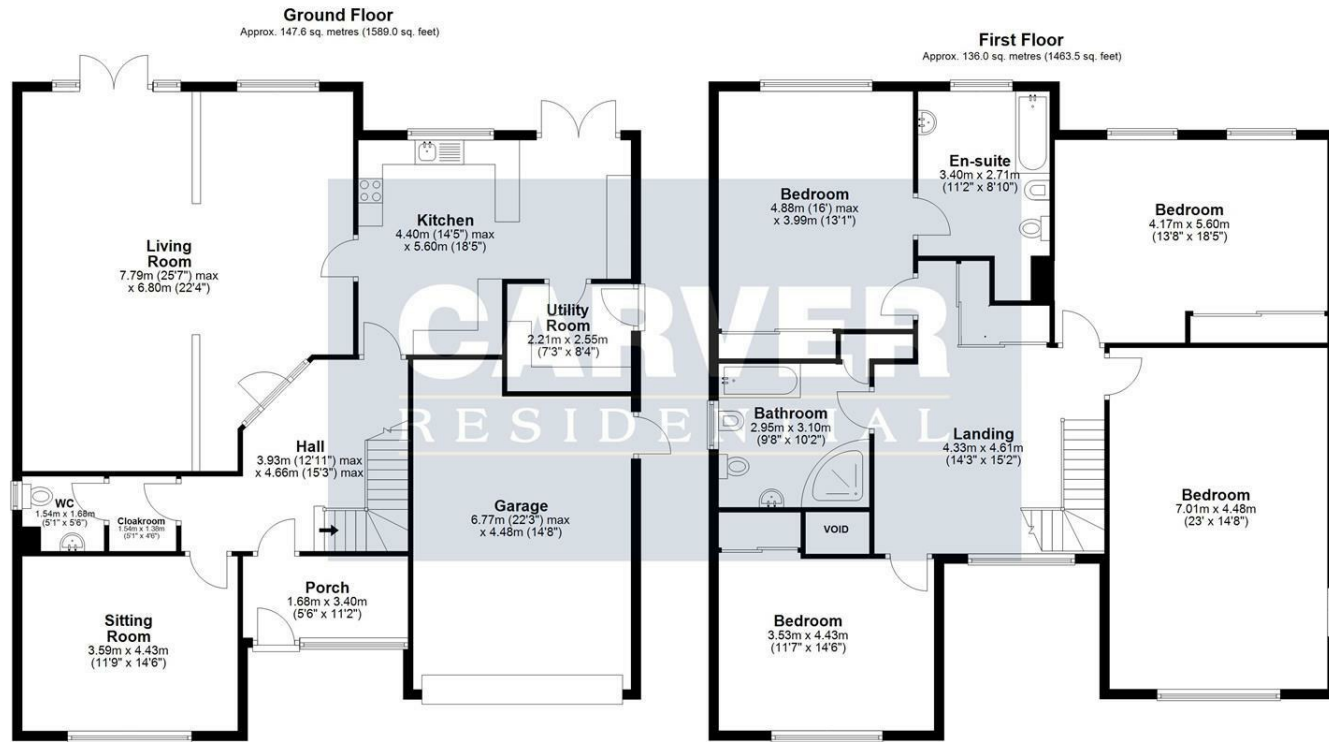 Ground Floor
Approx. 147.6 sq. metres (1589.0 sq. feet)
Living
Room
7.79m (25'7") max
x 6.80m (22'4")
Kitchen
4.40m (14'5") max
x 5.60m (18'5")
Utility
Room
2.21m x 2.55m
(7'3" x 8'4")
Hall
3.93m (12'11") max
x 4.66m (15'3") max
WC
1.54m x 1.68m
(5'1" x 5'6")
Cloakroom
1.54m x 1.38m
(5'1" x 4'6")
Garage
6.77m (22'3") max
x 4.48m (14'8")
Porch
1.68m x 3.40m
(5'6" x 11'2")
Sitting
Room
3.59m x 4.43m
(11'9" x 14'6")
First Floor
Approx. 136.0 sq. metres (1463.5 sq. feet)
Bedroom
4.88m (16') max
x 3.99m (13'1")
En-suite
3.40m x 2.71m
(11'2" x 8'10")
Bedroom
4.17m x 5.60m
(13'8" x 18'5")
Bathroom
2.95m x 3.10m
(9'8" x 10'2")
Landing
4.33m x 4.61m
(14'3" x 15'2")
Bedroom
7.01m x 4.48m
(23' x 14'8")
VOID
Bedroom
3.53m x 4.43m
(11'7" x 14'6")
CARVER
RESIDENTIAL